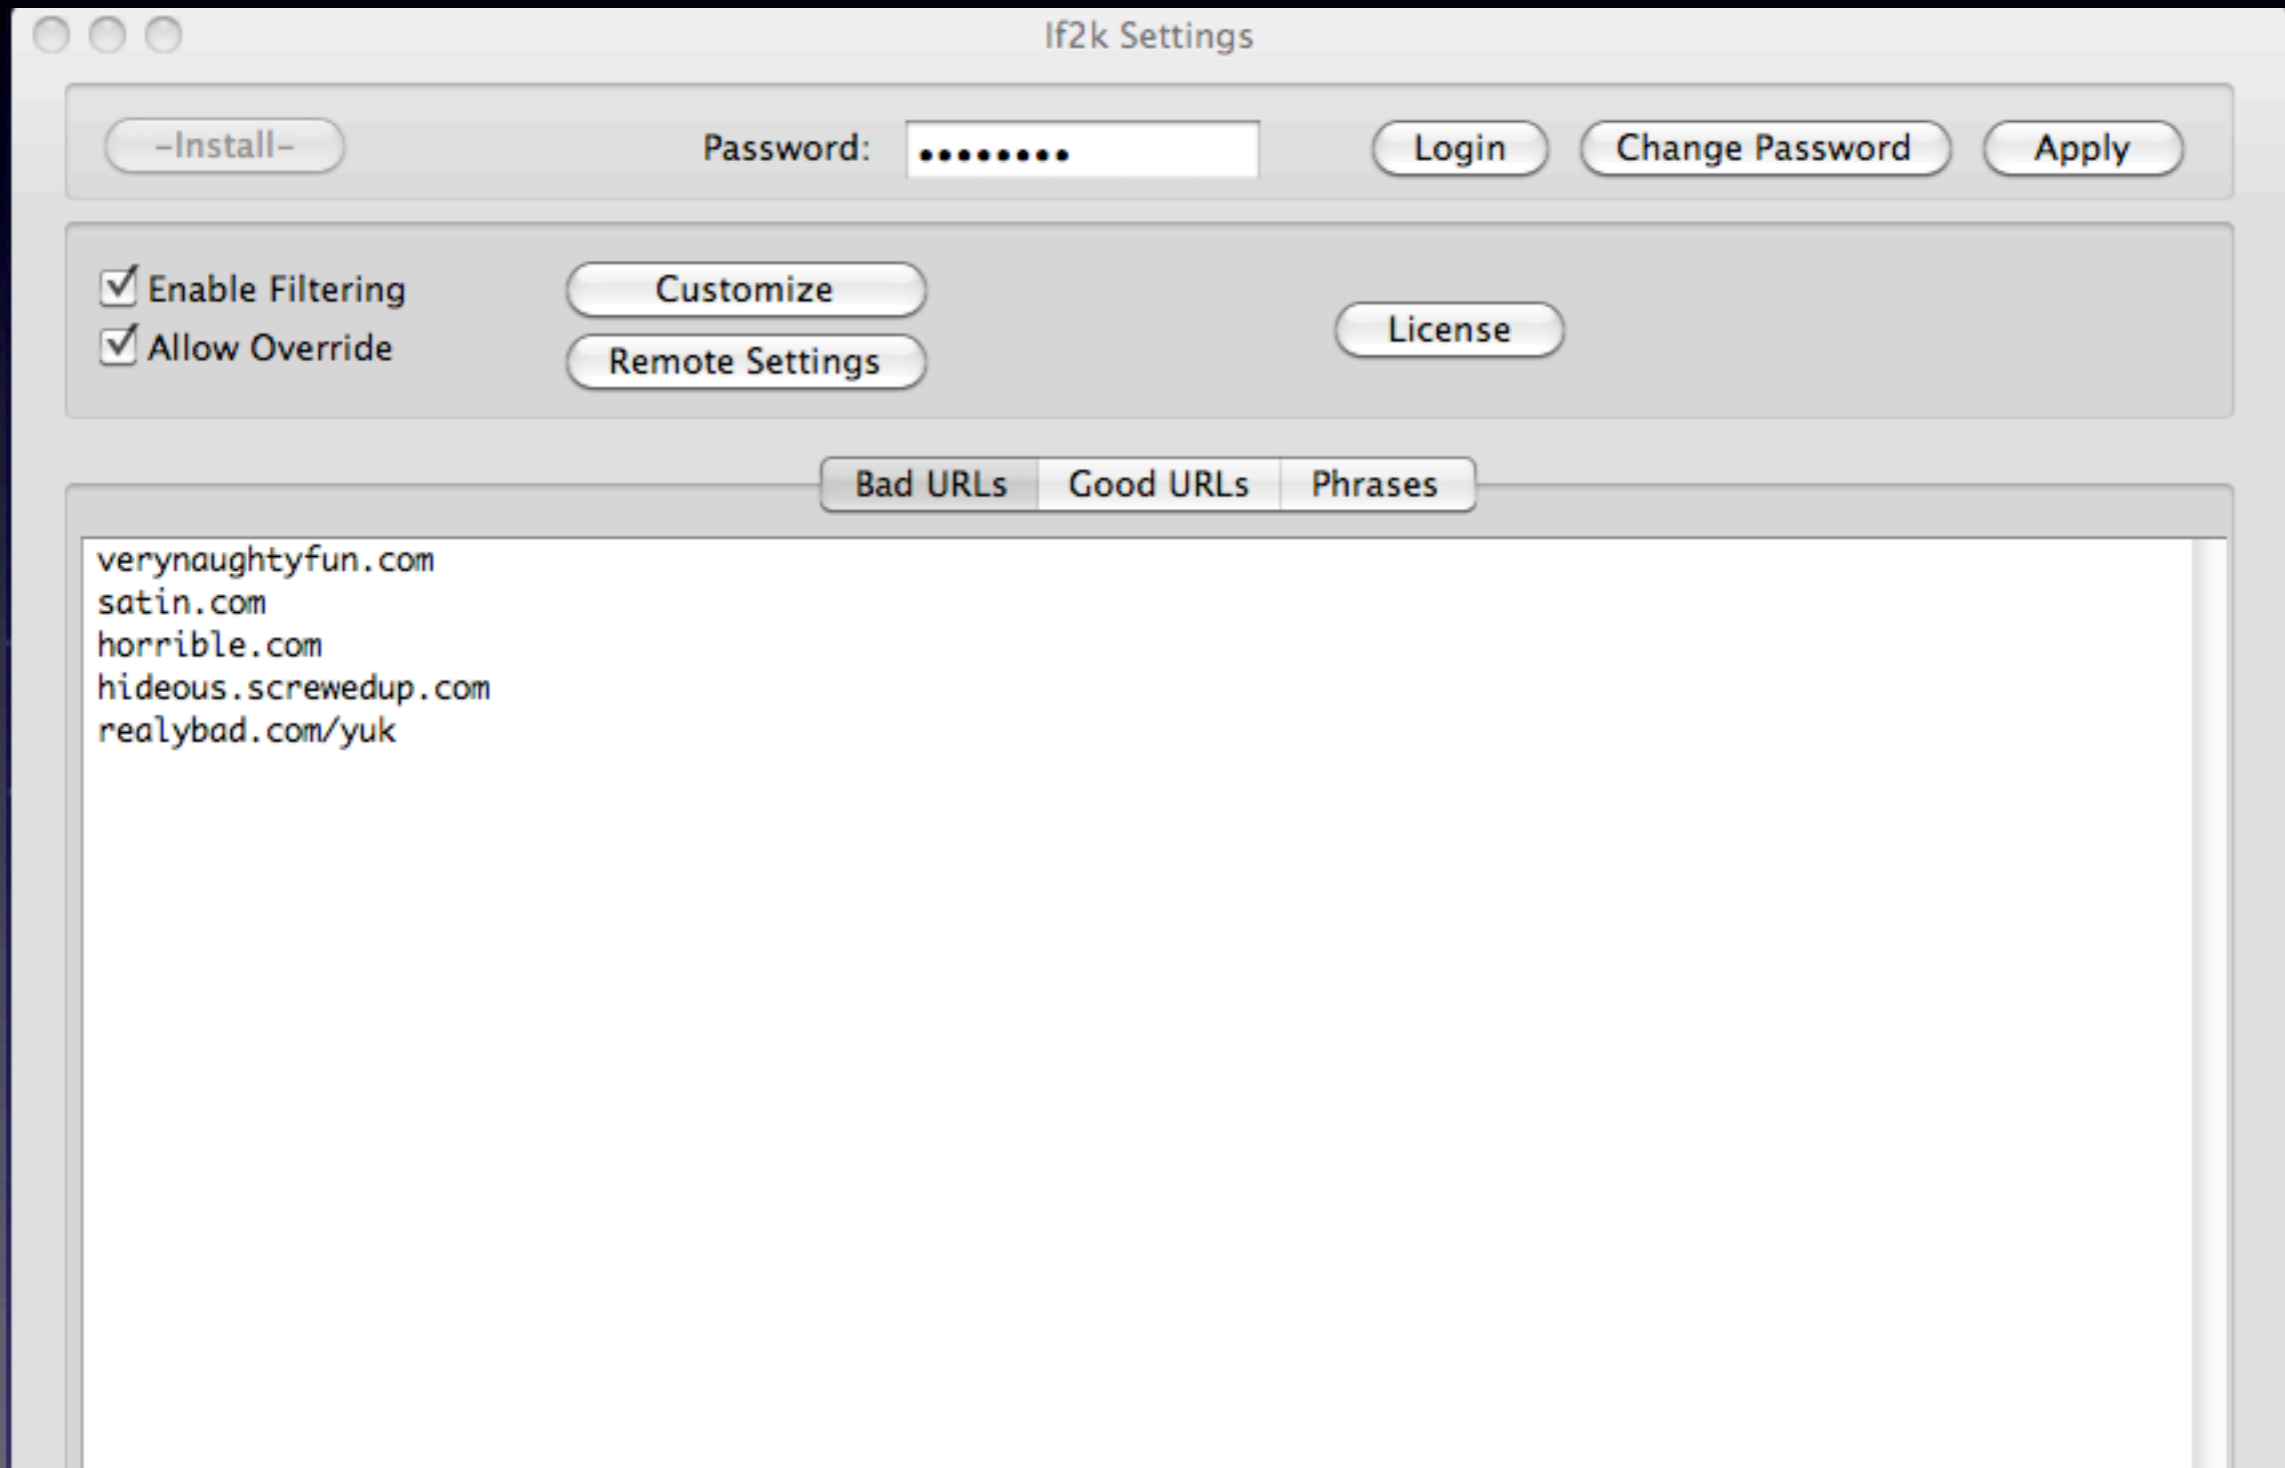 If2k Settings
-Install- Password: •••••••• Login Change Password Apply
Enable Filtering Customize
License
Allow Override Remote Settings
Bad URLs Good URLs Phrases
verynaughtyfun.com
satin.com
horrible.com
hideous.screwedup.com
realybad.com/yuk